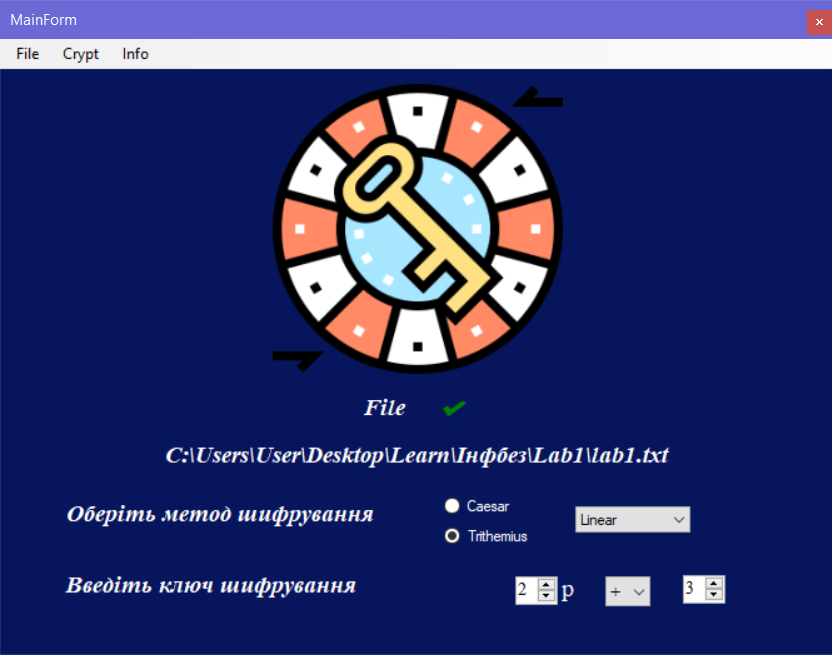 MainForm
File Crypt Info
File
C:\Users\User\Desktop\Learn\Інфбез\Lab1\lab1.txt
Оберіть метод шифрування
Caesar
Trithemius
Linear
Введіть ключ шифрування
2 p + 3